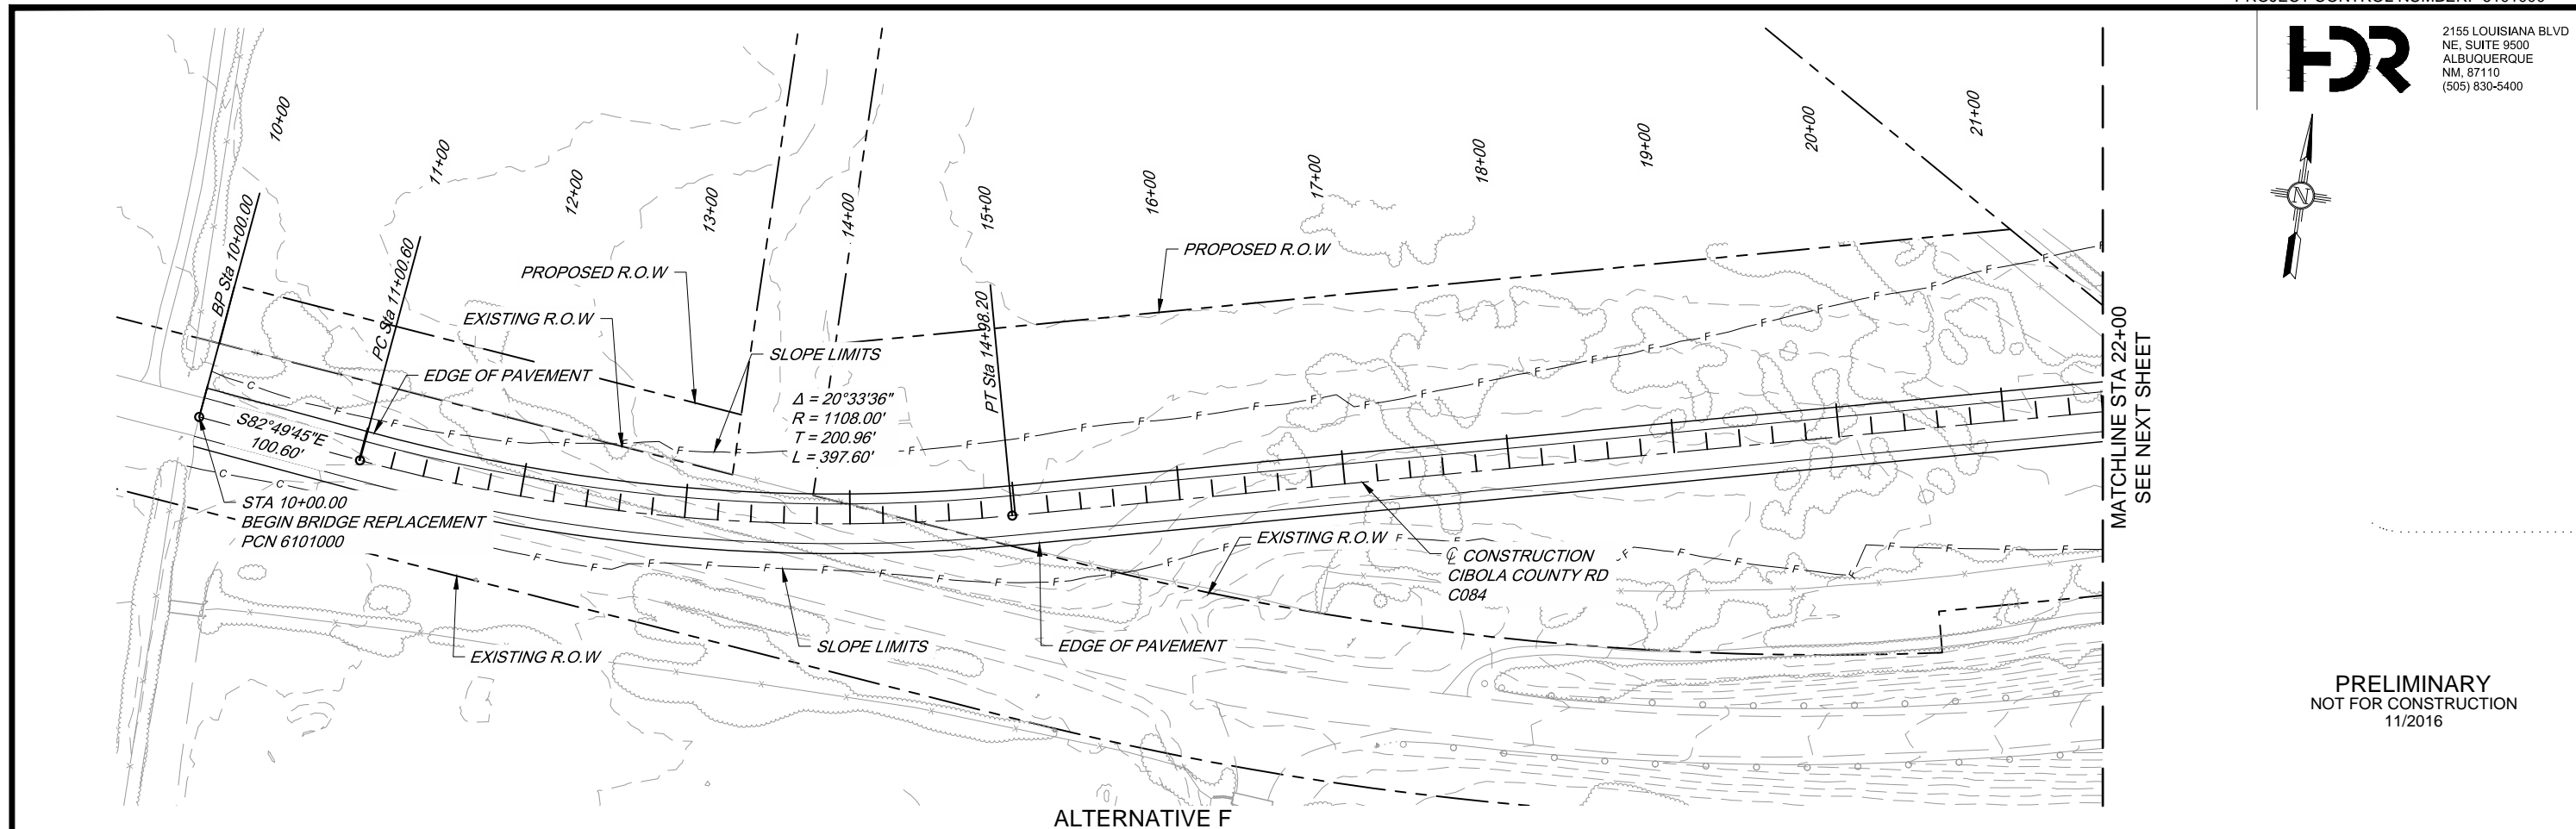 HDR
2155 LOUISIANA BLVD
NE, SUITE 9500
ALBUQUERQUE
NM, 87110
(505) 830-5400
N
10+00
11+00
12+00
13+00
14+00
15+00
16+00
17+00
18+00
19+00
20+00
21+00
BP Sta 10+00.00
PC Sta 11+00.60
PT Sta 14+98.20
PROPOSED R.O.W
PROPOSED R.O.W
EXISTING R.O.W
SLOPE LIMITS
EDGE OF PAVEMENT
Δ = 20°33'36"
R = 1108.00'
T = 200.96'
L = 397.60'
S82°49'45"E
100.60'
STA 10+00.00
BEGIN BRIDGE REPLACEMENT
PCN 6101000
EXISTING R.O.W
SLOPE LIMITS
EDGE OF PAVEMENT
EXISTING R.O.W
℄ CONSTRUCTION
CIBOLA COUNTY RD
C084
MATCHLINE STA 22+00
SEE NEXT SHEET
PRELIMINARY
NOT FOR CONSTRUCTION
11/2016
ALTERNATIVE F